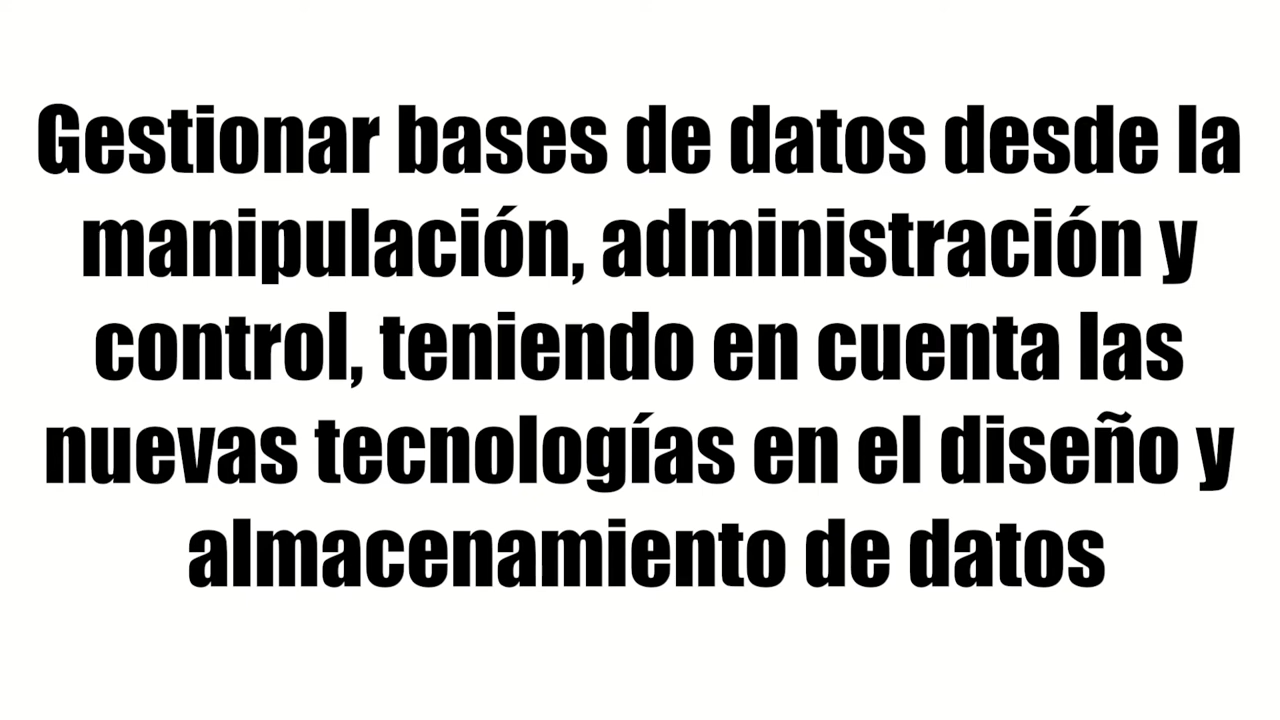 Gestionar bases de datos desde la
manipulación, administración y
control, teniendo en cuenta las
nuevas tecnologías en el diseño y
almacenamiento de datos